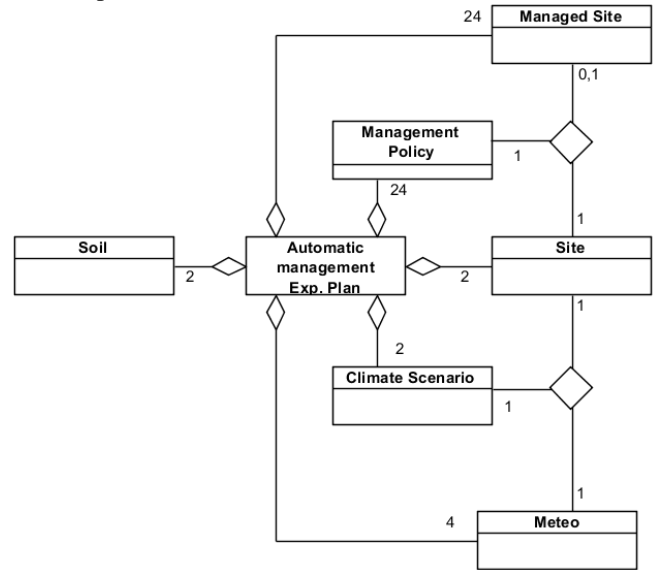 24
Managed Site
0,1
Management
Policy
1
24
1
Soil
Automatic
management
Exp. Plan
Site
2
2
1
2
Climate Scenario
1
1
4
Meteo